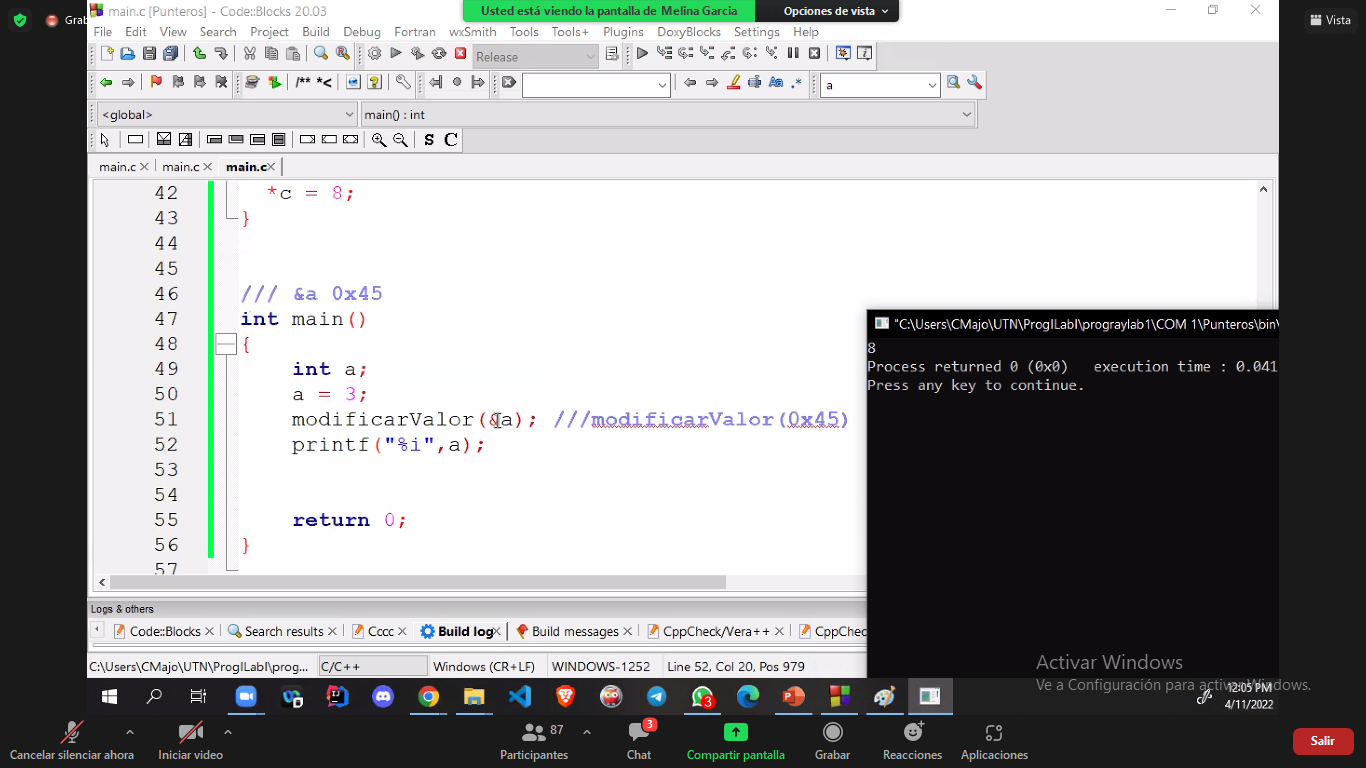 Grab
main.c [Punteros] - Code::Blocks 20.03
Usted está viendo la pantalla de Melina Garcia
Opciones de vista
Vista
File Edit View Search Project Build Debug Fortran wxSmith Tools Tools+ Plugins DoxyBlocks Settings Help
Release
/** *<
Aa .*
a
<global>
main() : int
S C
main.c main.c main.c
42 *c = 8;
43 }
44
45
46 /// &a 0x45
47 int main()
48 {
49 int a;
50 a = 3;
51 modificarValor(&a); ///modificarValor(0x45)
52 printf("%i",a);
53
54
55 return 0;
56 }
57
"C:\Users\CMajo\UTN\ProgILabI\prograylab1\COM 1\Punteros\bin\
8
Process returned 0 (0x0) execution time : 0.041
Press any key to continue.
Logs & others
Code::Blocks Search results Cccc Build log Build messages CppCheck/Vera++ CppChec
C:\Users\CMajo\UTN\ProgILabI\prog... C/C++ Windows (CR+LF) WINDOWS-1252 Line 52, Col 20, Pos 979
Activar Windows
Ve a Configuración para activar Windows.
3
12:05 PM
4/11/2022
Cancelar silenciar ahora
Iniciar video
87
Participantes
3
Chat
Compartir pantalla
Grabar
Reacciones
Aplicaciones
Salir